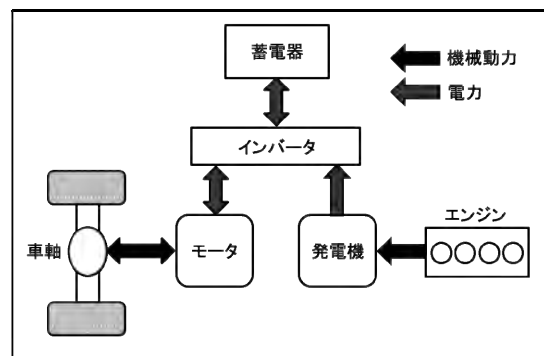 蓄電器
機械動力
電力
インバータ
エンジン
車軸
モータ
発電機